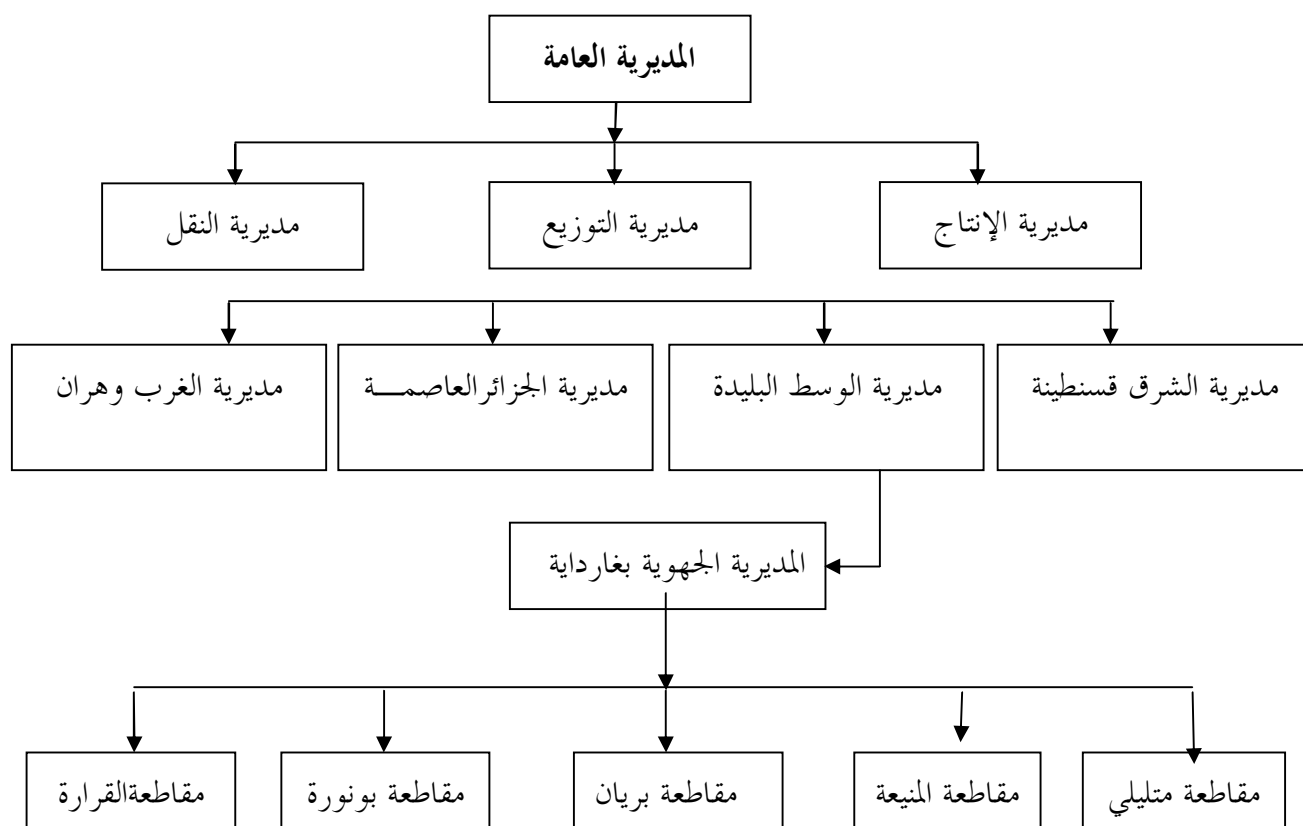 المديرية العامة
مديرية الإنتاج
مديرية التوزيع
مديرية النقل
مديرية الشرق قسنطينة
مديرية الوسط البليدة
مديرية الجزائرالعاصمـــة
مديرية الغرب وهران
المديرية الجهوية بغارداية
مقاطعة متليلي
مقاطعة المنيعة
مقاطعة بريان
مقاطعة بونورة
مقاطعةالقرارة